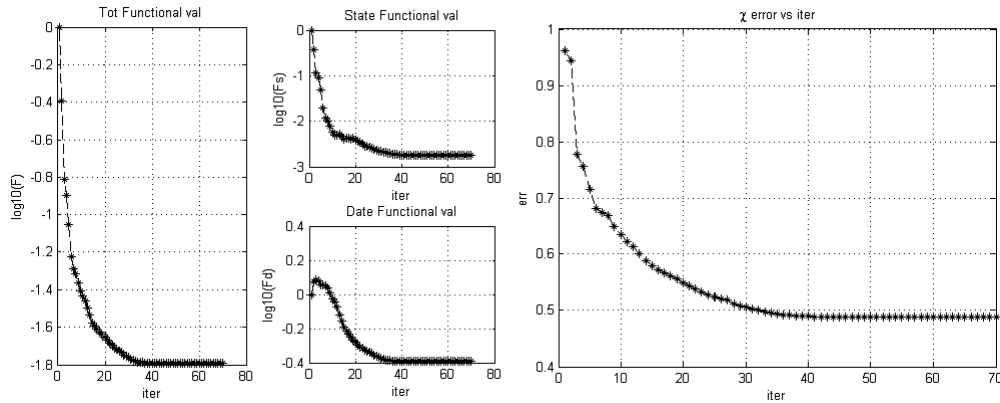 Tot Functional val
0
-0.2
-0.4
-0.6
-0.8
-1
-1.2
-1.4
-1.6
-1.8
log10(F)
0 20 40 60 80
iter
State Functional val
0
-1
-2
-3
log10(Fs)
0 20 40 60 80
iter
Date Functional val
0.4
0.2
0
-0.2
-0.4
log10(Fd)
0 20 40 60 80
iter
χ error vs iter
1
0.9
0.8
0.7
0.6
0.5
0.4
err
0 10 20 30 40 50 60 70
iter